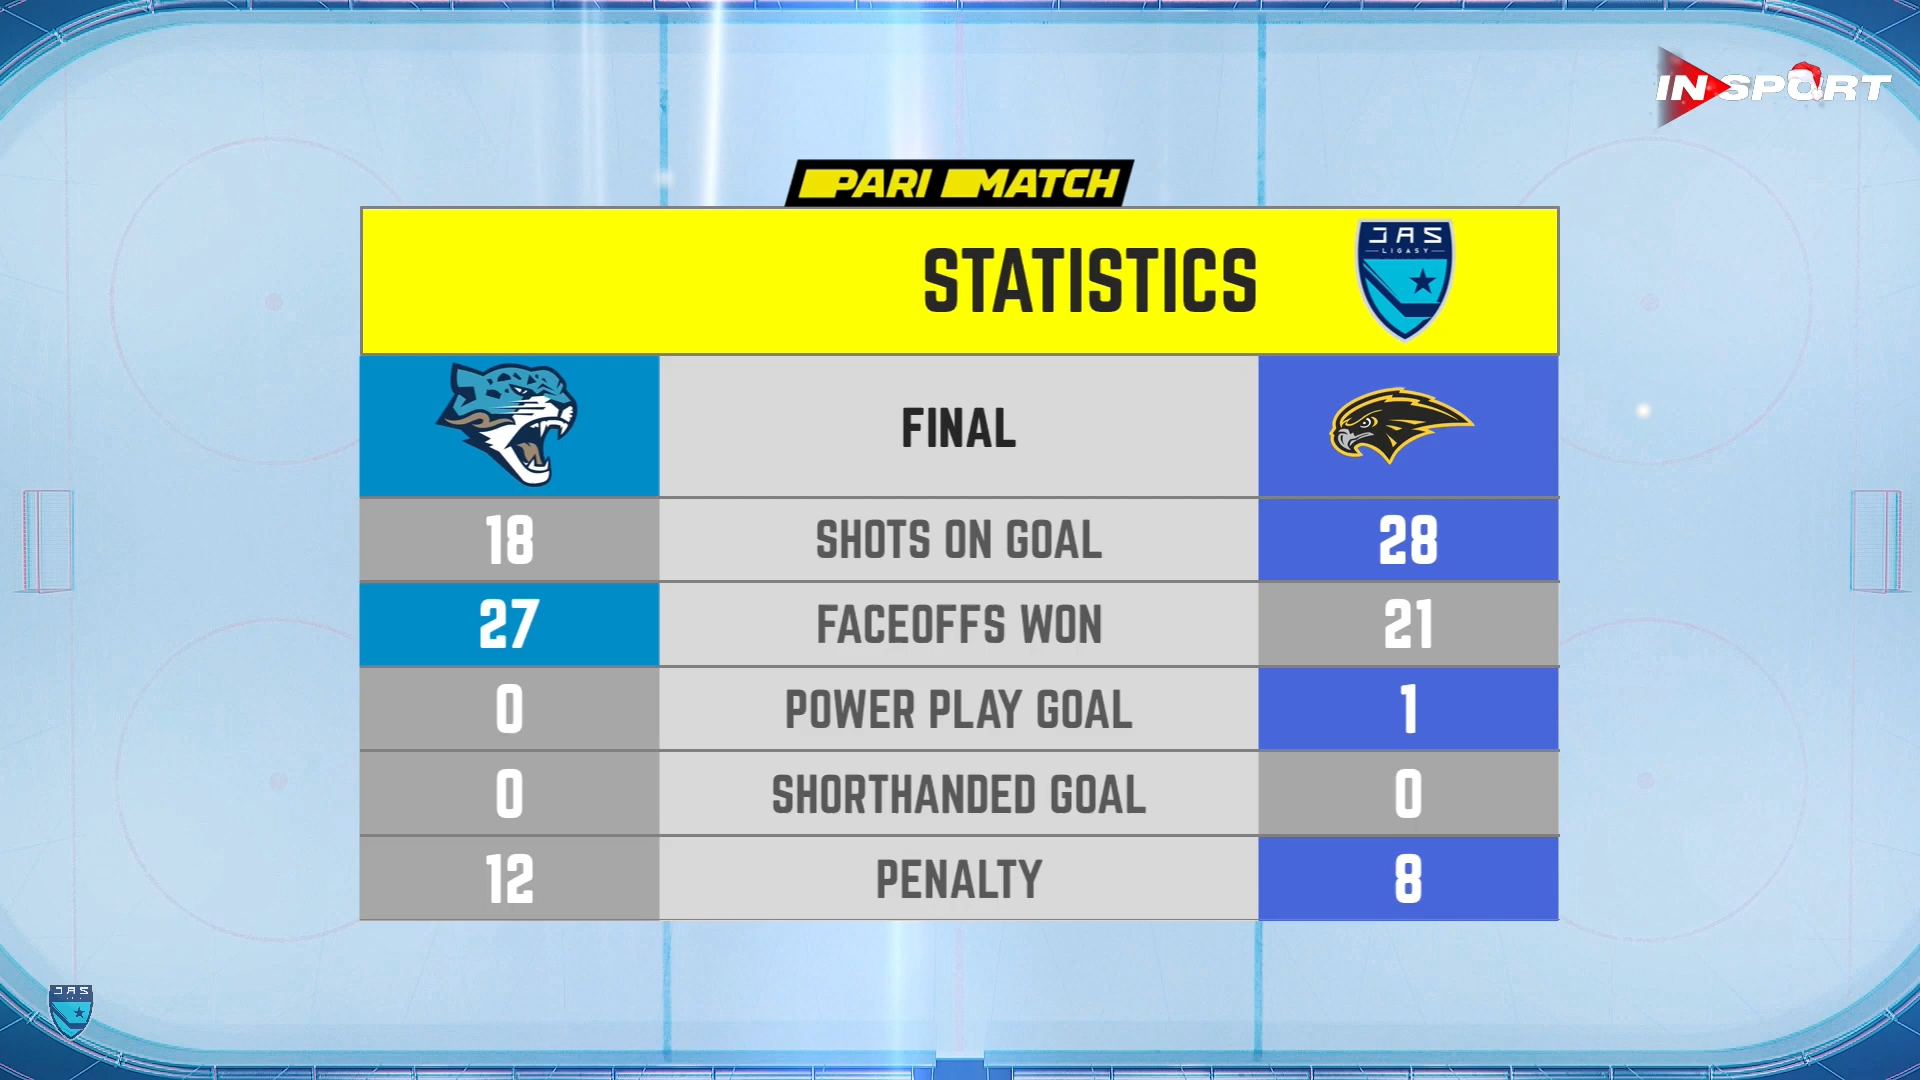 IN SPORT
PARI MATCH
STATISTICS
JAS
LIGASY
FINAL
18 SHOTS ON GOAL 28
27 FACEOFFS WON 21
0 POWER PLAY GOAL 1
0 SHORTHANDED GOAL 0
12 PENALTY 8
JAS